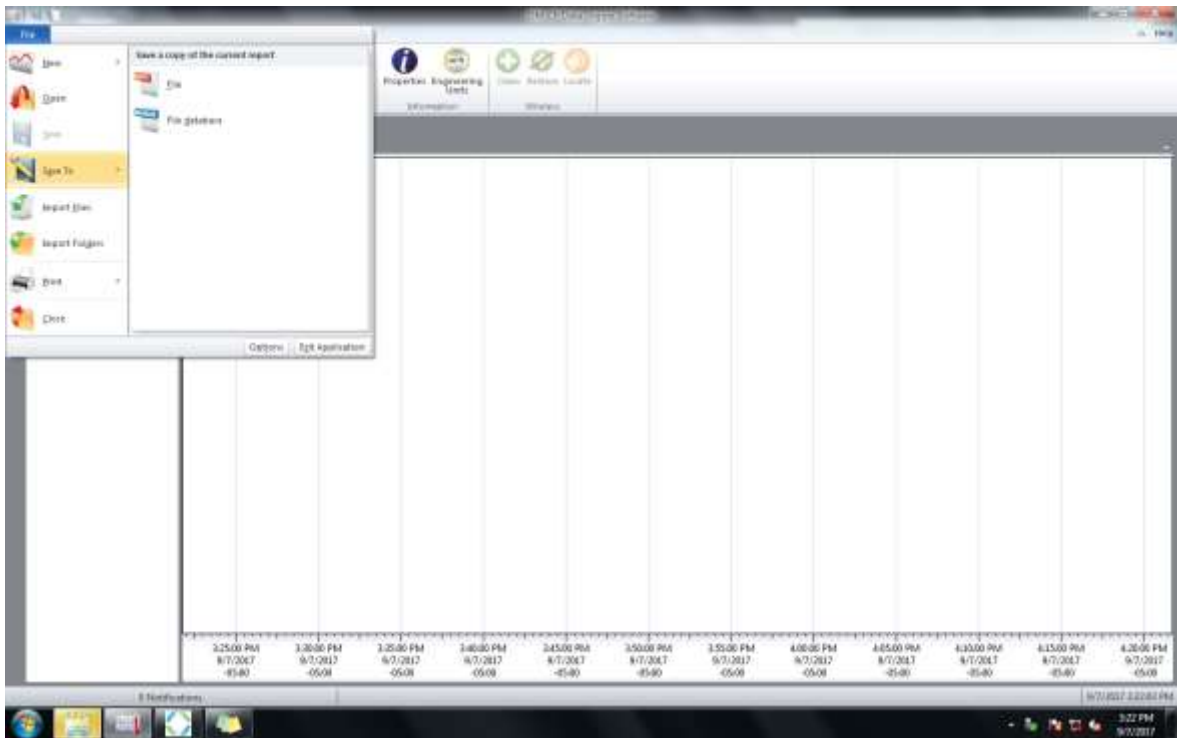 File
Help
New
Open
Save
Save To
Import Files
Import Folders
Print
Close
Save a copy of the current report
File
File database
Options
Exit Application
Properties
Engineering Units
Information
Wireless
3:25:00 PM 3:30:00 PM 3:35:00 PM 3:40:00 PM 3:45:00 PM 3:50:00 PM 3:55:00 PM 4:00:00 PM 4:05:00 PM 4:10:00 PM 4:15:00 PM 4:20:00 PM
9/7/2017 9/7/2017 9/7/2017 9/7/2017 9/7/2017 9/7/2017 9/7/2017 9/7/2017 9/7/2017 9/7/2017 9/7/2017 9/7/2017
-05:00 -05:00 -05:00 -05:00 -05:00 -05:00 -05:00 -05:00 -05:00 -05:00 -05:00 -05:00
0 Notifications
3:22 PM
9/7/2017